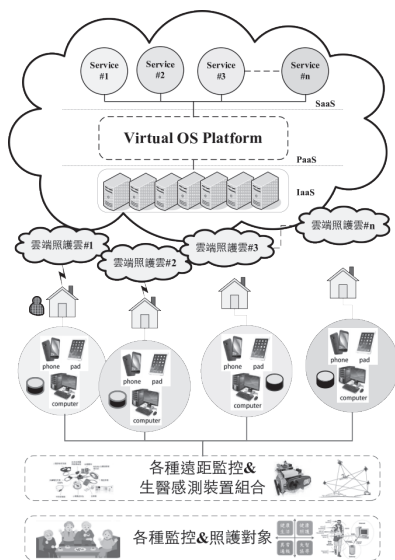 Service
#1
Service
#2
Service
#3
Service
#n
SaaS
Virtual OS Platform
PaaS
IaaS
雲端照護雲#1
雲端照護雲#2
雲端照護雲#3
雲端照護雲#n
phone pad
computer
phone pad
computer
phone pad
computer
phone pad
computer
各種遠距監控&
生醫感測裝置組合
各種監控&照護對象